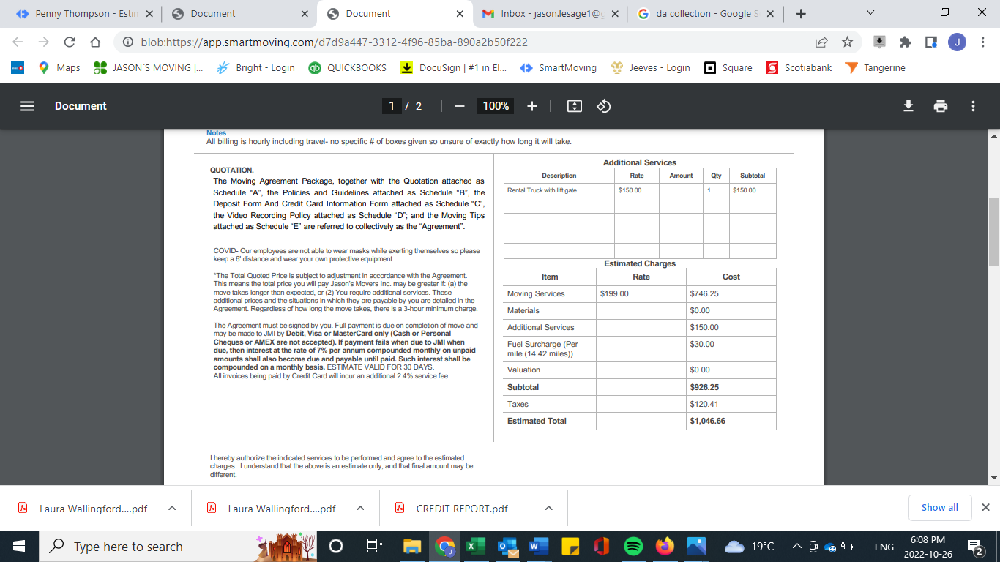 Penny Thompson - Estim
Document
Document
Inbox - jason.lesage1@g
da collection - Google S
blob:https://app.smartmoving.com/d7d9a447-3312-4f96-85ba-890a2b50f222
J
Maps
JASON`S MOVING |...
Bright - Login
QUICKBOOKS
DocuSign | #1 in El...
SmartMoving
Jeeves - Login
Square
Scotiabank
Tangerine
Document
1 / 2
100%
Notes
All billing is hourly including travel- no specific # of boxes given so unsure of exactly how long it will take.
QUOTATION.
The Moving Agreement Package, together with the Quotation attached as
Schedule “A”, the Policies and Guidelines attached as Schedule “B”, the
Deposit Form And Credit Card Information Form attached as Schedule “C”,
the Video Recording Policy attached as Schedule “D”; and the Moving Tips
attached as Schedule “E” are referred to collectively as the “Agreement”.
COVID- Our employees are not able to wear masks while exerting themselves so please
keep a 6' distance and wear your own protective equipment.
*The Total Quoted Price is subject to adjustment in accordance with the Agreement.
This means the total price you will pay Jason's Movers Inc. may be greater if: (a) the
move takes longer than expected, or (2) You require additional services. These
additional prices and the situations in which they are payable by you are detailed in the
Agreement. Regardless of how long the move takes, there is a 3-hour minimum charge.
The Agreement must be signed by you. Full payment is due on completion of move and
may be made to JMI by Debit, Visa or MasterCard only (Cash or Personal
Cheques or AMEX are not accepted). If payment fails when due to JMI when
due, then interest at the rate of 7% per annum compounded monthly on unpaid
amounts shall also become due and payable until paid. Such interest shall be
compounded on a monthly basis. ESTIMATE VALID FOR 30 DAYS.
All invoices being paid by Credit Card will incur an additional 2.4% service fee.
Additional Services
Description Rate Amount Qty Subtotal
Rental Truck with lift gate $150.00 1 $150.00
Estimated Charges
Item Rate Cost
Moving Services $199.00 $746.25
Materials $0.00
Additional Services $150.00
Fuel Surcharge (Per $30.00
mile (14.42 miles))
Valuation $0.00
Subtotal $926.25
Taxes $120.41
Estimated Total $1,046.66
I hereby authorize the indicated services to be performed and agree to the estimated
charges. I understand that the above is an estimate only, and that final amount may be
different.
Laura Wallingford....pdf
Laura Wallingford....pdf
CREDIT REPORT.pdf
Show all
Type here to search
19°C
ENG
6:08 PM
2022-10-26
2